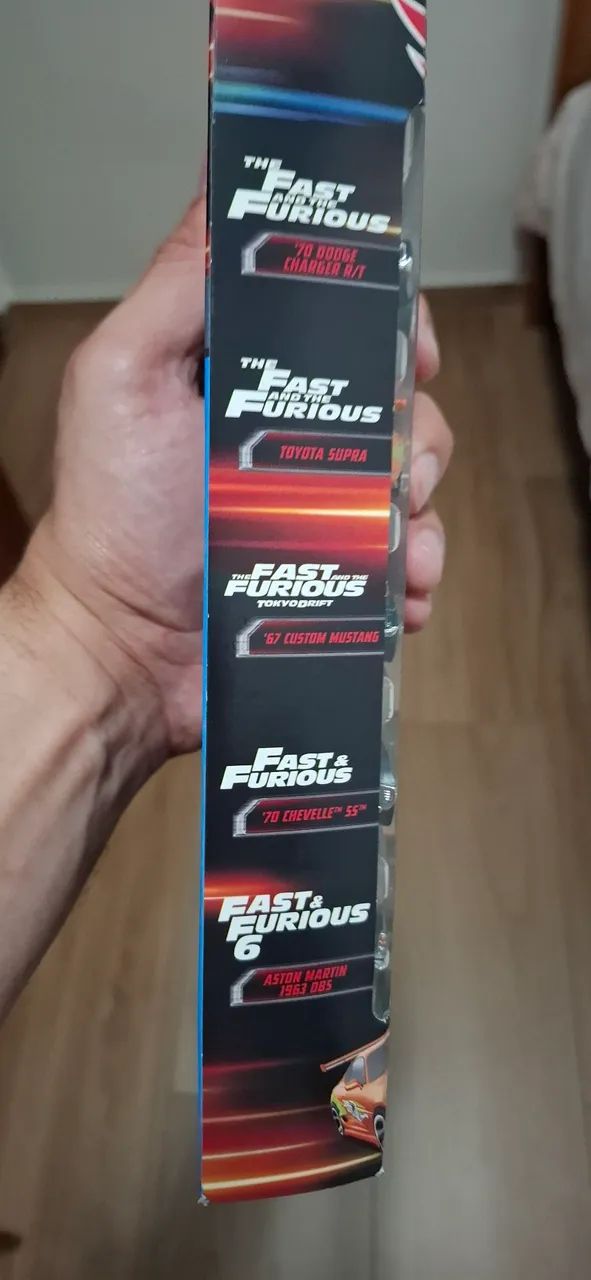 THE
FAST
AND THE
FURIOUS
'70 DODGE
CHARGER R/T
THE
FAST
AND THE
FURIOUS
TOYOTA SUPRA
THE FAST AND THE
FURIOUS
TOKYO DRIFT
'67 CUSTOM MUSTANG
FAST &
FURIOUS
'70 CHEVELLE™ SS™
FAST &
FURIOUS
6
ASTON MARTIN
1963 DB5